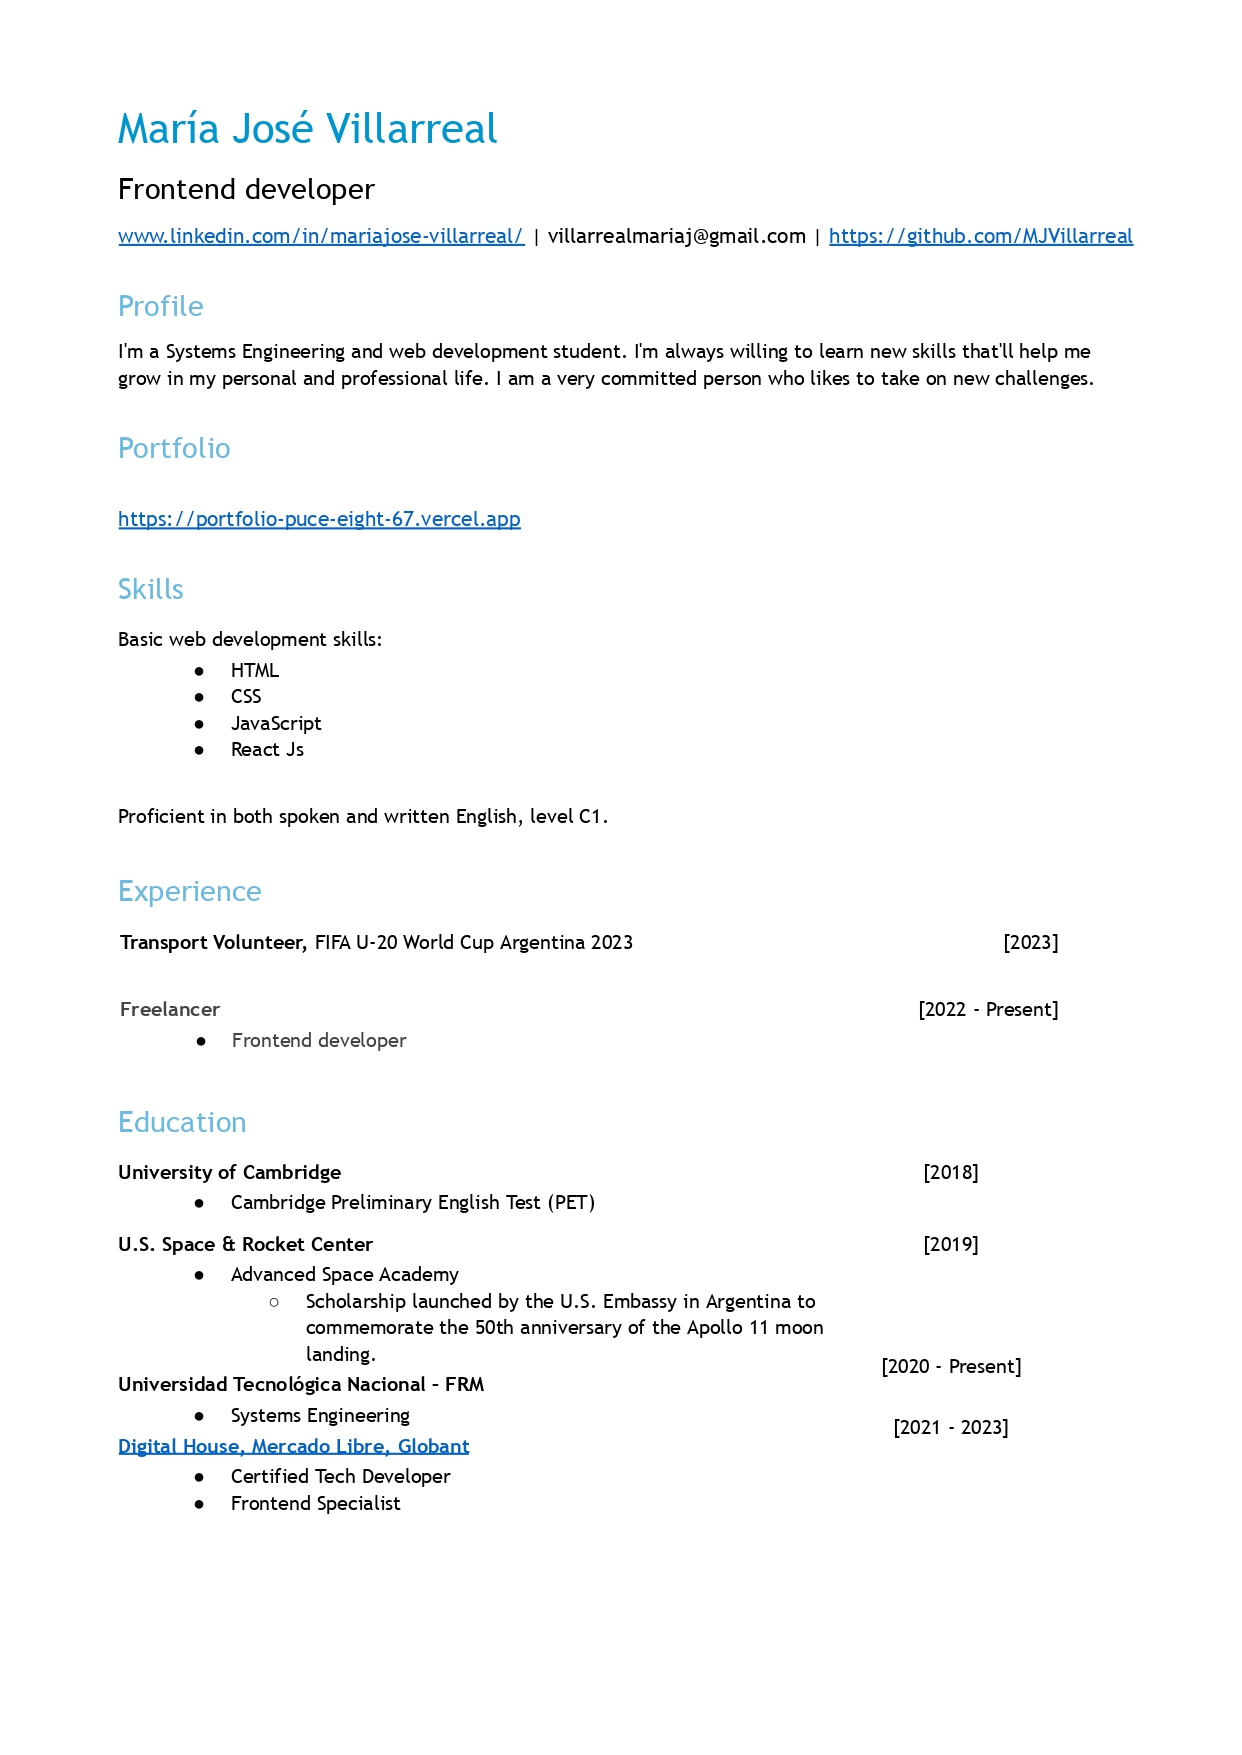 María José Villarreal
Frontend developer
www.linkedin.com/in/mariajose-villarreal/ | villarrealmariaj@gmail.com | https://github.com/MJVillarreal
Profile
I'm a Systems Engineering and web development student. I'm always willing to learn new skills that'll help me
grow in my personal and professional life. I am a very committed person who likes to take on new challenges.
Portfolio
https://portfolio-puce-eight-67.vercel.app
Skills
Basic web development skills:
● HTML
● CSS
● JavaScript
● React Js
Proficient in both spoken and written English, level C1.
Experience
Transport Volunteer, FIFA U-20 World Cup Argentina 2023 [2023]
Freelancer [2022 - Present]
● Frontend developer
Education
University of Cambridge [2018]
● Cambridge Preliminary English Test (PET)
U.S. Space & Rocket Center [2019]
● Advanced Space Academy
○ Scholarship launched by the U.S. Embassy in Argentina to
commemorate the 50th anniversary of the Apollo 11 moon
landing.
[2020 - Present]
Universidad Tecnológica Nacional – FRM
● Systems Engineering
[2021 - 2023]
Digital House, Mercado Libre, Globant
● Certified Tech Developer
● Frontend Specialist